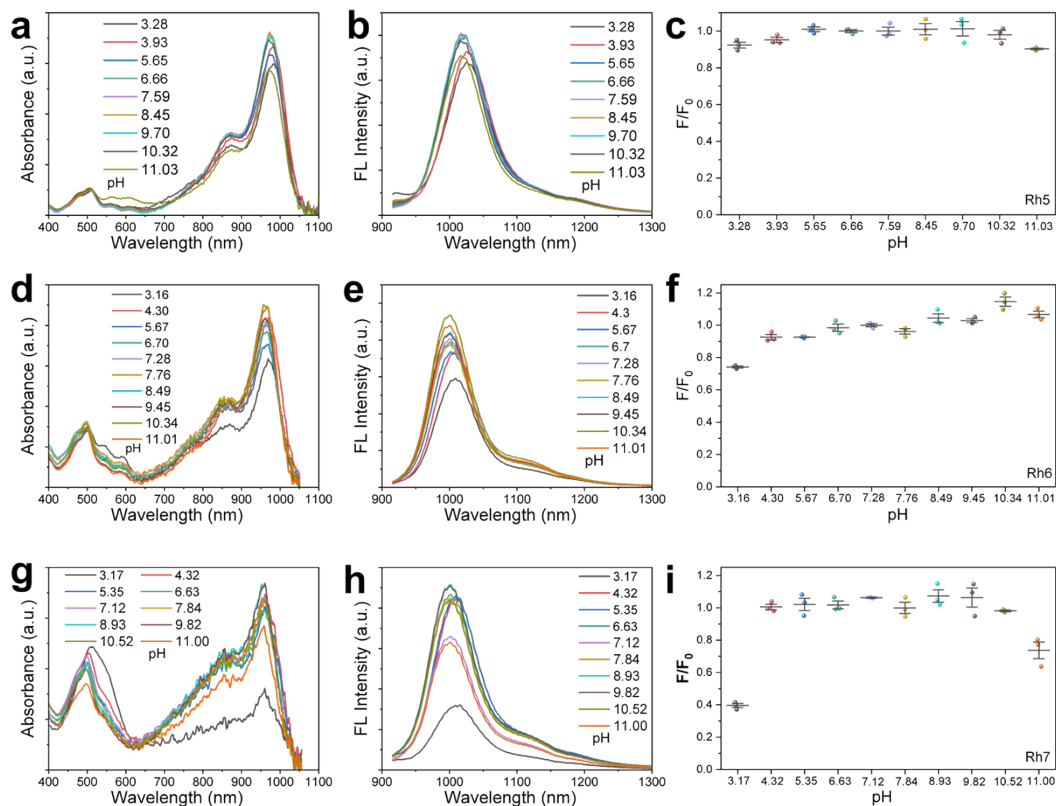 a
3.28
3.93
5.65
6.66
7.59
8.45
9.70
10.32
11.03
pH
Absorbance (a.u.)
400 500 600 700 800 900 1000 1100
Wavelength (nm)
b
3.28
3.93
5.65
6.66
7.59
8.45
9.70
10.32
11.03
pH
FL Intensity (a.u.)
900 1000 1100 1200 1300
Wavelength (nm)
c
F/F0
1.0
0.8
0.6
0.4
0.2
0.0
Rh5
3.28 3.93 5.65 6.66 7.59 8.45 9.70 10.32 11.03
pH
d
3.16
4.30
5.67
6.70
7.28
7.76
8.49
9.45
10.34
11.01
pH
Absorbance (a.u.)
400 500 600 700 800 900 1000 1100
Wavelength (nm)
e
3.16
4.3
5.67
6.7
7.28
7.76
8.49
9.45
10.34
11.01
pH
FL Intensity (a.u.)
900 1000 1100 1200 1300
Wavelength (nm)
f
F/F0
1.2
1.0
0.8
0.6
0.4
0.2
0.0
Rh6
3.16 4.30 5.67 6.70 7.28 7.76 8.49 9.45 10.34 11.01
pH
g
3.17 4.32
5.35 6.63
7.12 7.84
8.93 9.82
10.52 11.00
pH
Absorbance (a.u.)
400 500 600 700 800 900 1000 1100
Wavelength (nm)
h
3.17
4.32
5.35
6.63
7.12
7.84
8.93
9.82
10.52
11.00
pH
FL Intensity (a.u.)
900 1000 1100 1200 1300
Wavelength (nm)
i
F/F0
1.2
1.0
0.8
0.6
0.4
0.2
0.0
Rh7
3.17 4.32 5.35 6.63 7.12 7.84 8.93 9.82 10.52 11.00
pH